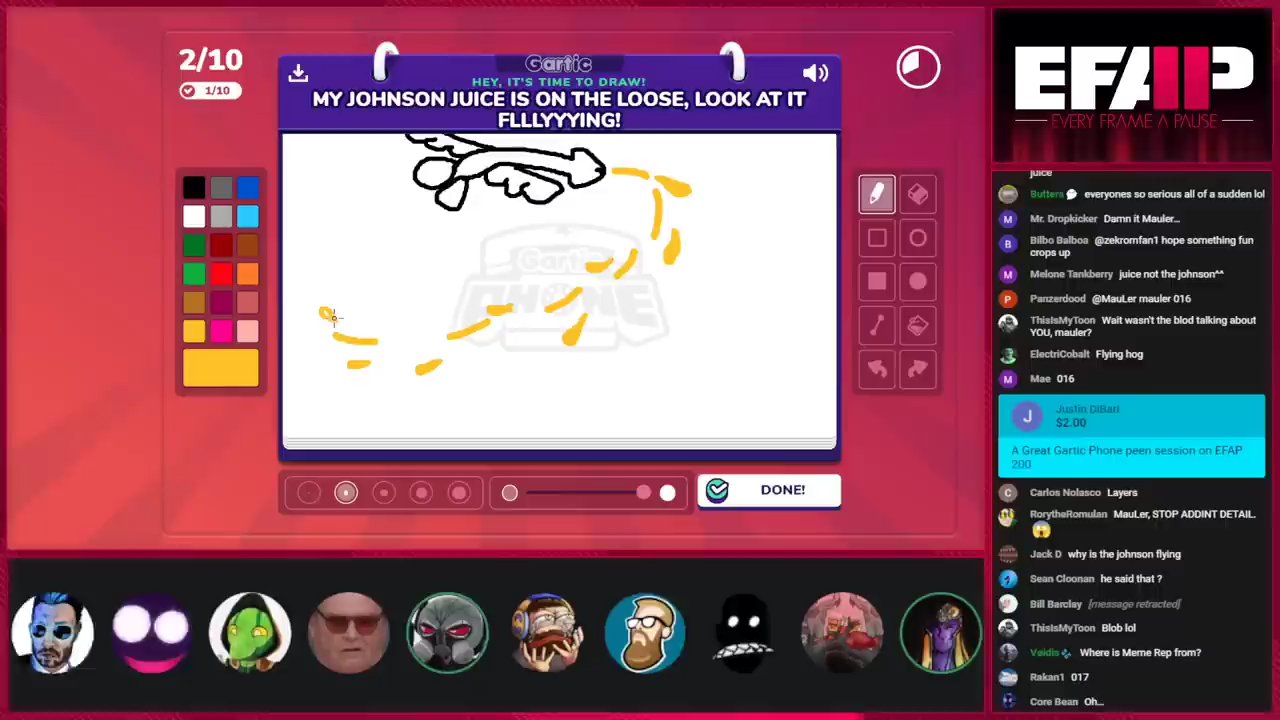 2/10
1/10
Gartic
HEY, IT'S TIME TO DRAW!
MY JOHNSON JUICE IS ON THE LOOSE, LOOK AT IT
FLLLYYYING!
Gartic
PHONE
DONE!
EFAP
EVERY FRAME A PAUSE
juice
Butters everyones so serious all of a sudden lol
Mr. Dropkicker Damn it Mauler...
Bilbo Balboa @zekromfan1 hope something fun
crops up
Melone Tankberry juice not the johnson^^
Panzerdood @MauLer mauler 016
ThisIsMyToon Wait wasn't the blod talking about
YOU, mauler?
ElectriCobalt Flying hog
Mae 016
Justin DiBari
$2.00
A Great Gartic Phone peen session on EFAP
200
Carlos Nolasco Layers
RorytheRomulan MauLer, STOP ADDINT DETAIL.
Jack D why is the johnson flying
Sean Cloonan he said that ?
Bill Barclay [message retracted]
ThisIsMyToon Blob lol
Voidis Where is Meme Rep from?
Rakan1 017
Core Bean Oh...